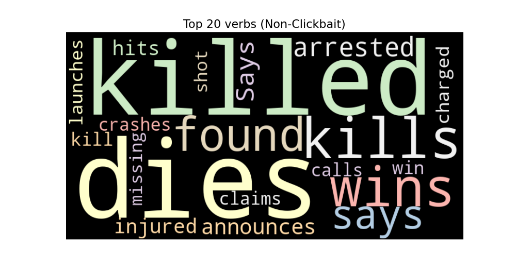 Top 20 verbs (Non-Clickbait)
launches
hits
killed
shot
Says
arrested
charged
crashes
kill
missing
found
kills
dies
calls
win
claims
wins
says
injured
announces